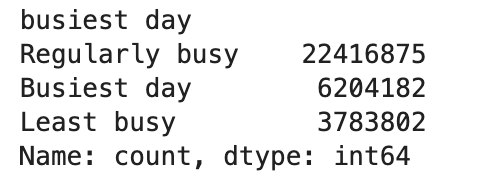 busiest day
Regularly busy    22416875
Busiest day        6204182
Least busy         3783802
Name: count, dtype: int64